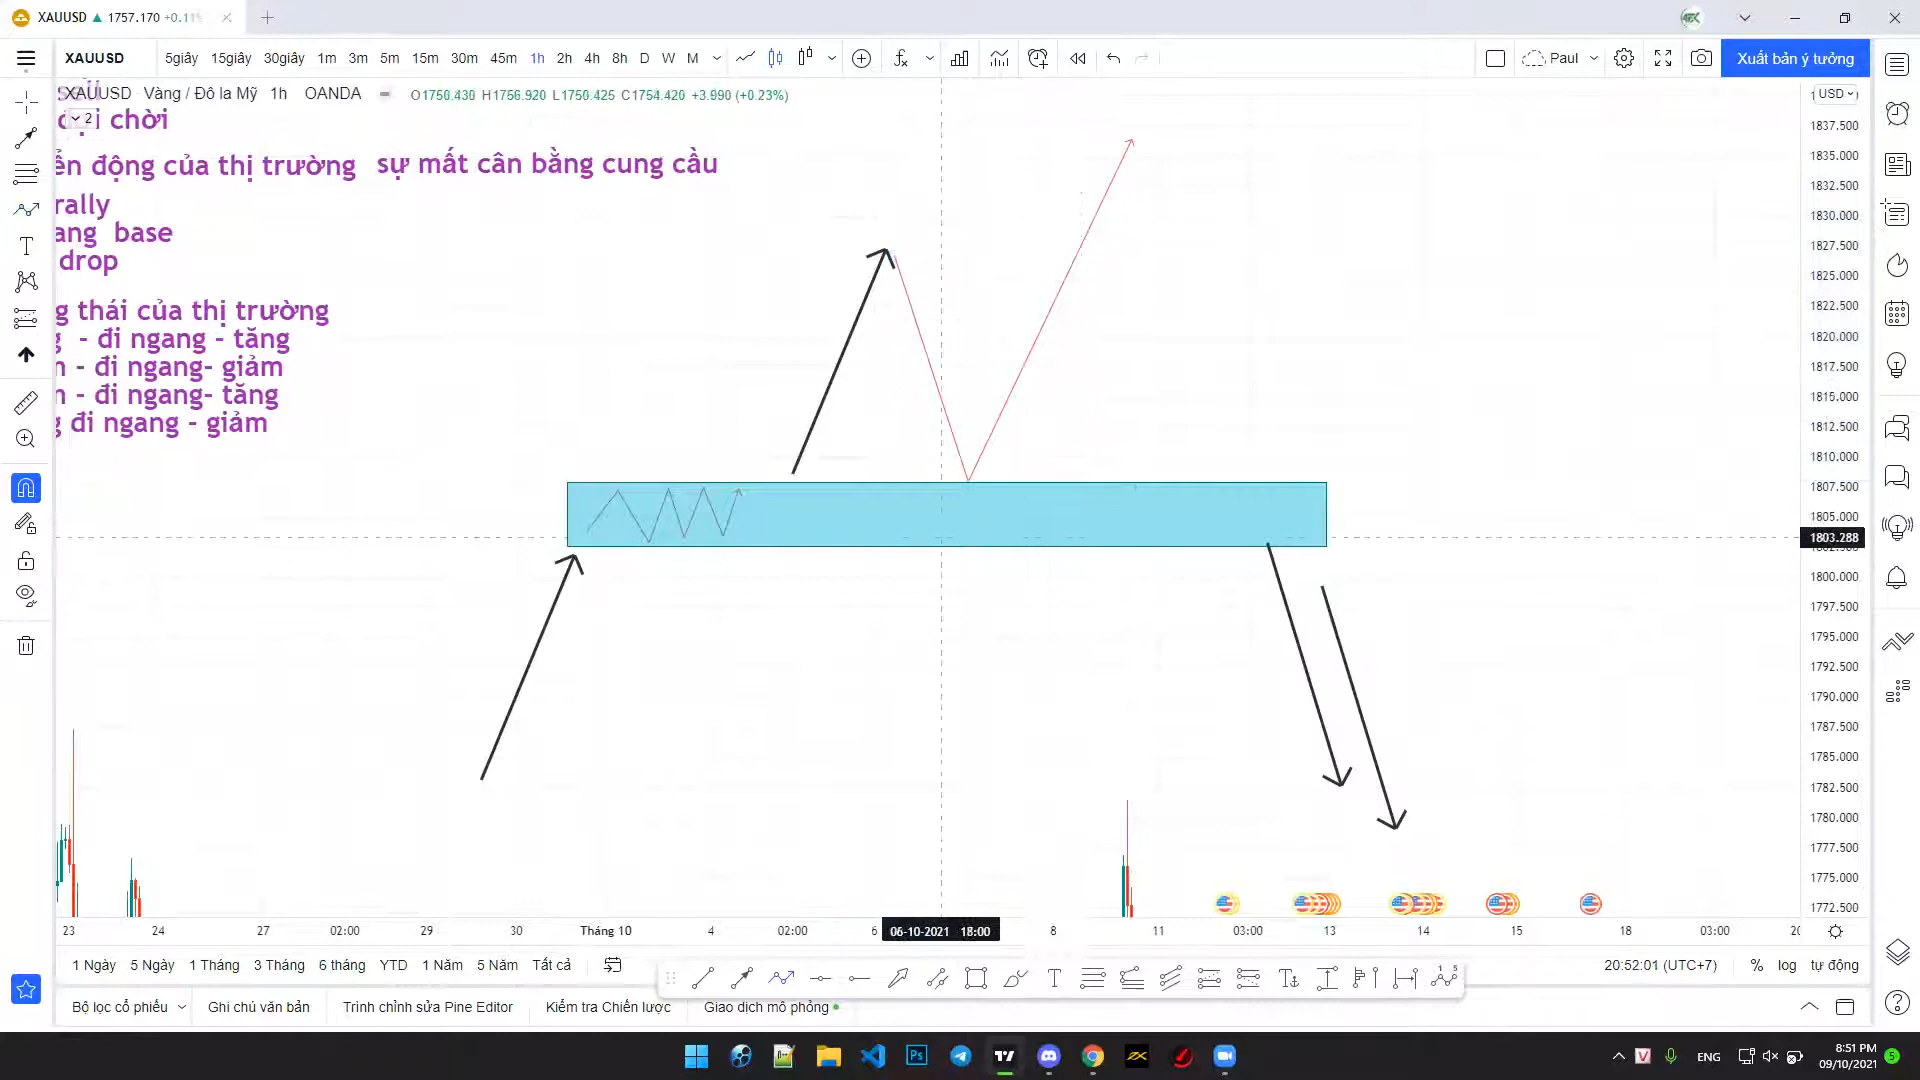 XAUUSD ▲ 1757.170 +0.11%
XAUUSD 5giây 15giây 30giây 1m 3m 5m 15m 30m 45m 1h 2h 4h 8h D W M Paul Xuất bản ý tưởng
XAUUSD Vàng / Đô la Mỹ 1h OANDA O1750.430 H1756.920 L1750.425 C1754.420 +3.990 (+0.23%)
USD
2
chời
động của thị trường sự mất cân bằng cung cầu
rally
ang base
drop
thái của thị trường
- đi ngang - tăng
- đi ngang- giảm
- đi ngang- tăng
đi ngang - giảm
1837.500
1835.000
1832.500
1830.000
1827.500
1825.000
1822.500
1820.000
1817.500
1815.000
1812.500
1810.000
1807.500
1805.000
1803.288
1800.000
1797.500
1795.000
1792.500
1790.000
1787.500
1785.000
1782.500
1780.000
1777.500
1775.000
1772.500
23 24 27 02:00 29 30 Tháng 10 4 02:00 6 06-10-2021 18:00 8 11 03:00 13 14 15 18 03:00
1 Ngày 5 Ngày 1 Tháng 3 Tháng 6 tháng YTD 1 Năm 5 Năm Tất cả 20:52:01 (UTC+7) % log tự động
Bộ lọc cổ phiếu Ghi chú văn bản Trình chỉnh sửa Pine Editor Kiểm tra Chiến lược Giao dịch mô phỏng
ENG 8:51 PM 5
09/10/2021